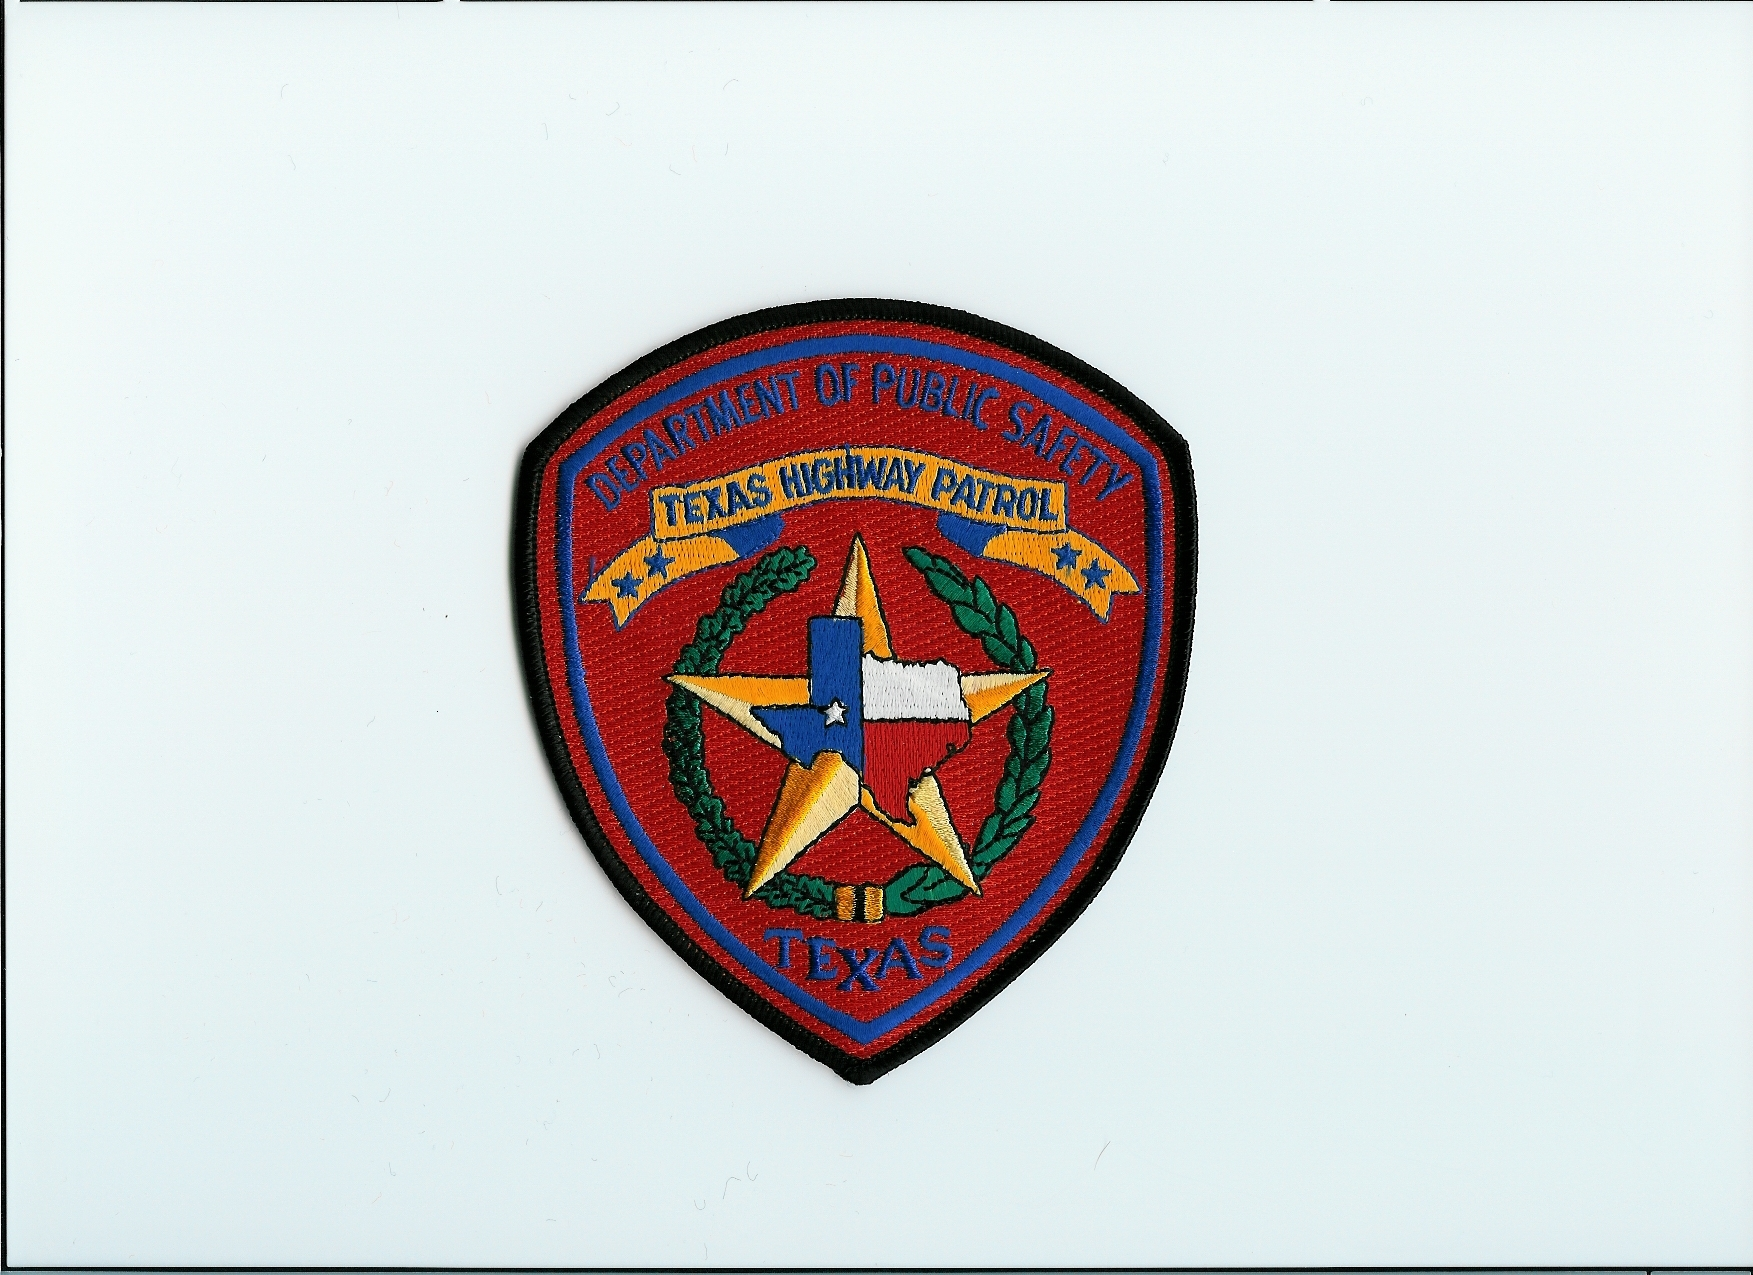 DEPARTMENT OF PUBLIC SAFETY
TEXAS HIGHWAY PATROL
TEXAS